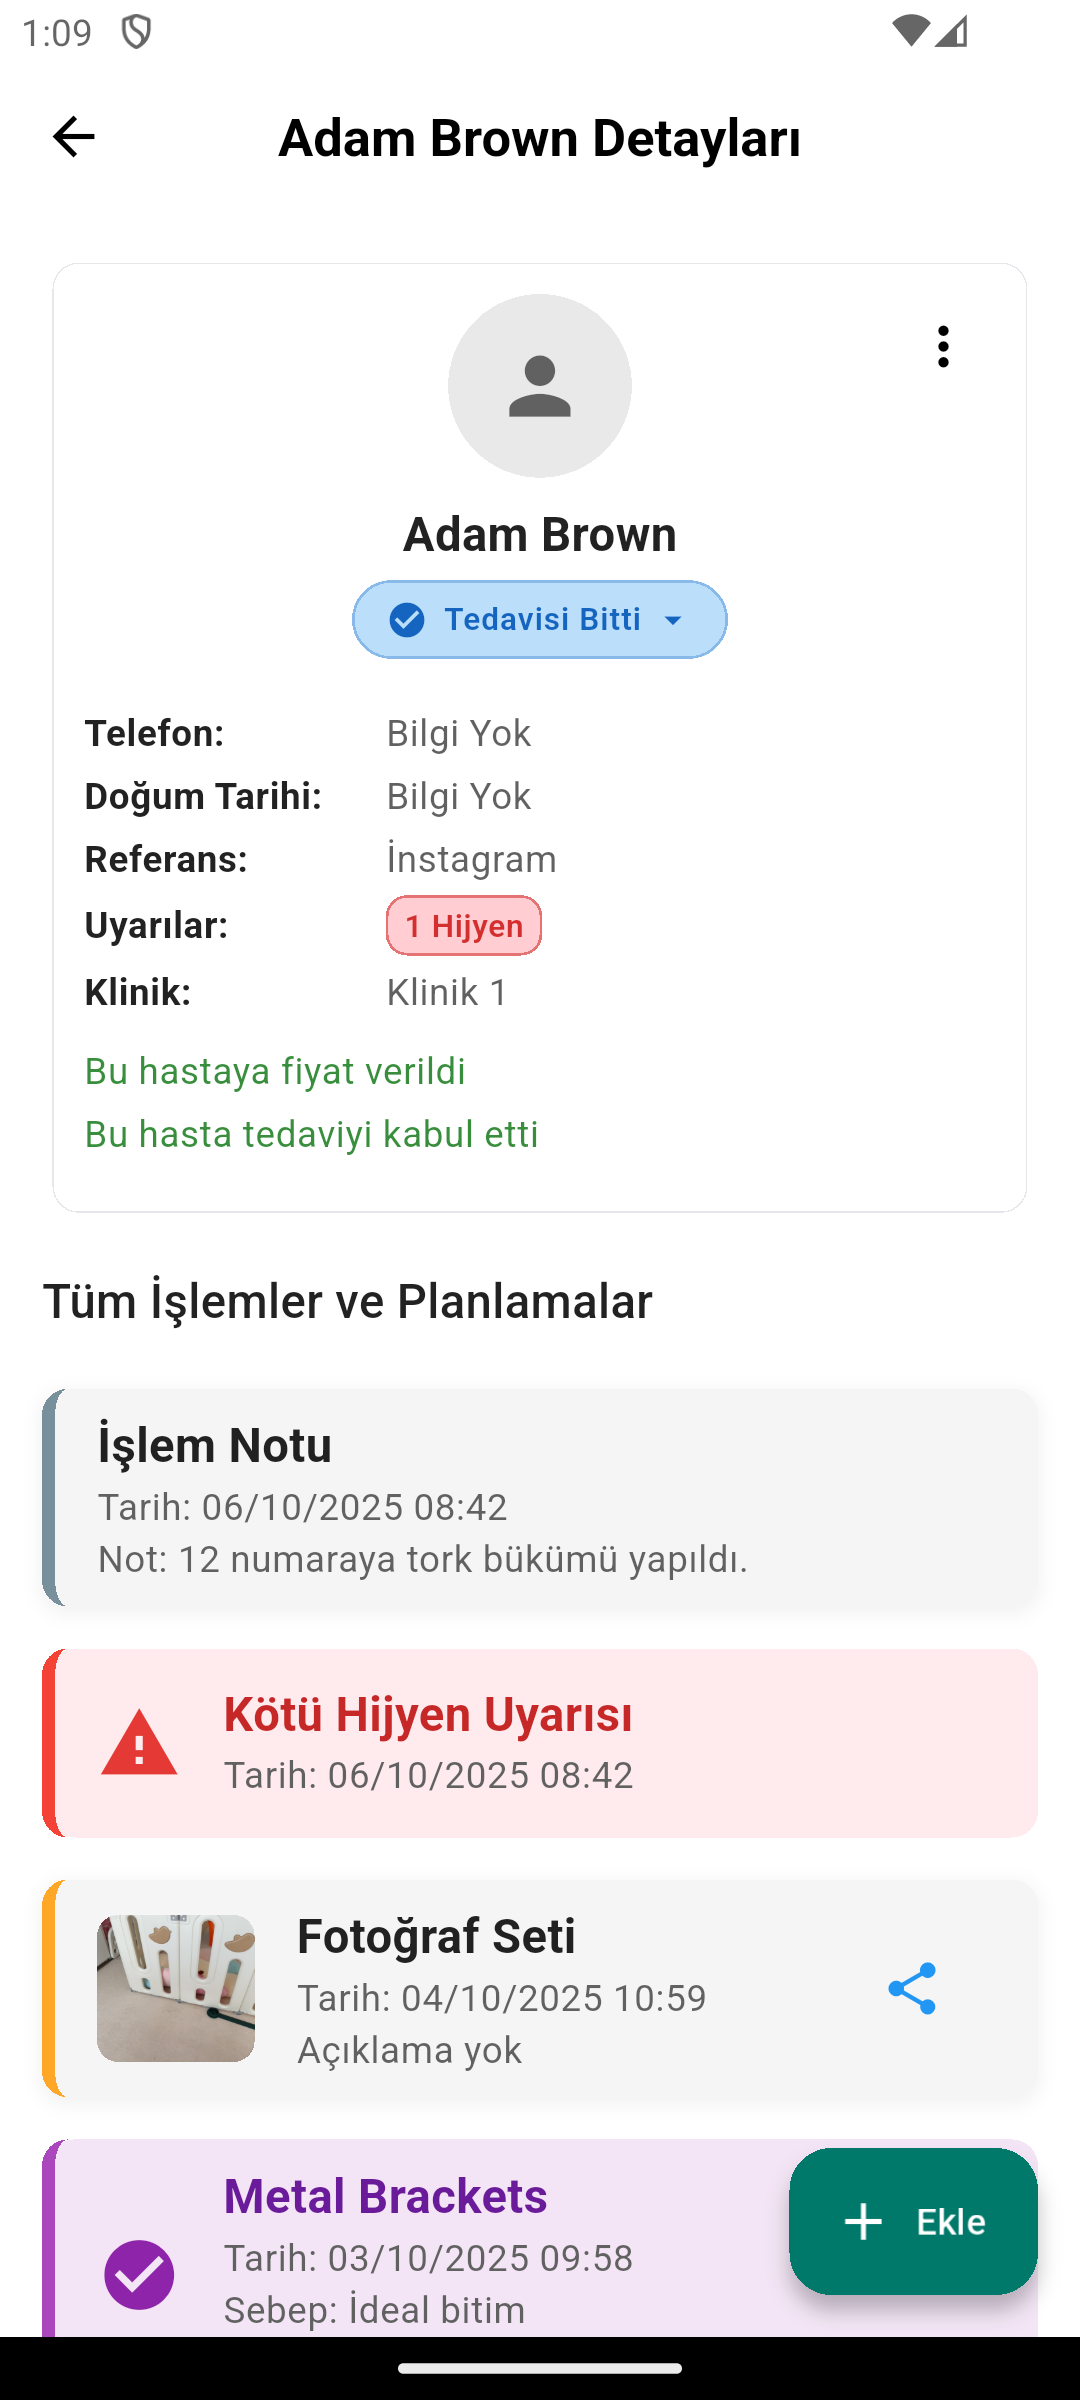 1:09
Adam Brown Detayları
Adam Brown
Tedavisi Bitti
Telefon: Bilgi Yok
Doğum Tarihi: Bilgi Yok
Referans: İnstagram
Uyarılar: 1 Hijyen
Klinik: Klinik 1
Bu hastaya fiyat verildi
Bu hasta tedaviyi kabul etti
Tüm İşlemler ve Planlamalar
İşlem Notu
Tarih: 06/10/2025 08:42
Not: 12 numaraya tork bükümü yapıldı.
Kötü Hijyen Uyarısı
Tarih: 06/10/2025 08:42
Fotoğraf Seti
Tarih: 04/10/2025 10:59
Açıklama yok
Metal Brackets
Tarih: 03/10/2025 09:58
Sebep: İdeal bitim
Ekle